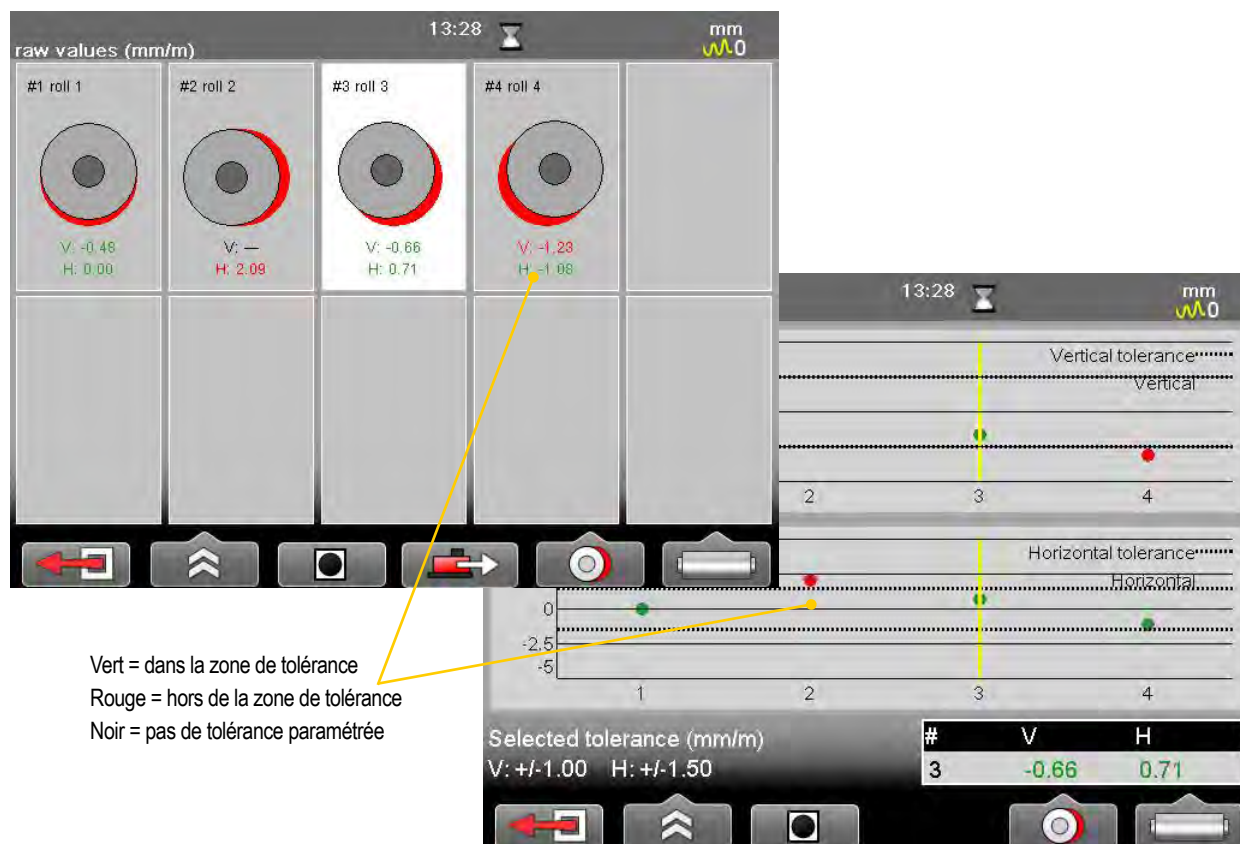 13:28
mm
raw values (mm/m)
0
#1 roll 1
#2 roll 2
#3 roll 3
#4 roll 4
V: -0.48
V: —
V: -0.66
V: -1.23
H: 0.00
H: 2.09
H: 0.71
H: -1.08
13:28
mm
0
Vertical tolerance
Vertical
2
3
4
Horizontal tolerance
Horizontal
0
-2.5
-5
1
2
3
4
Vert = dans la zone de tolérance
Rouge = hors de la zone de tolérance
Noir = pas de tolérance paramétrée
Selected tolerance (mm/m)
V: +/-1.00 H: +/-1.50
# V H
3 -0.66 0.71